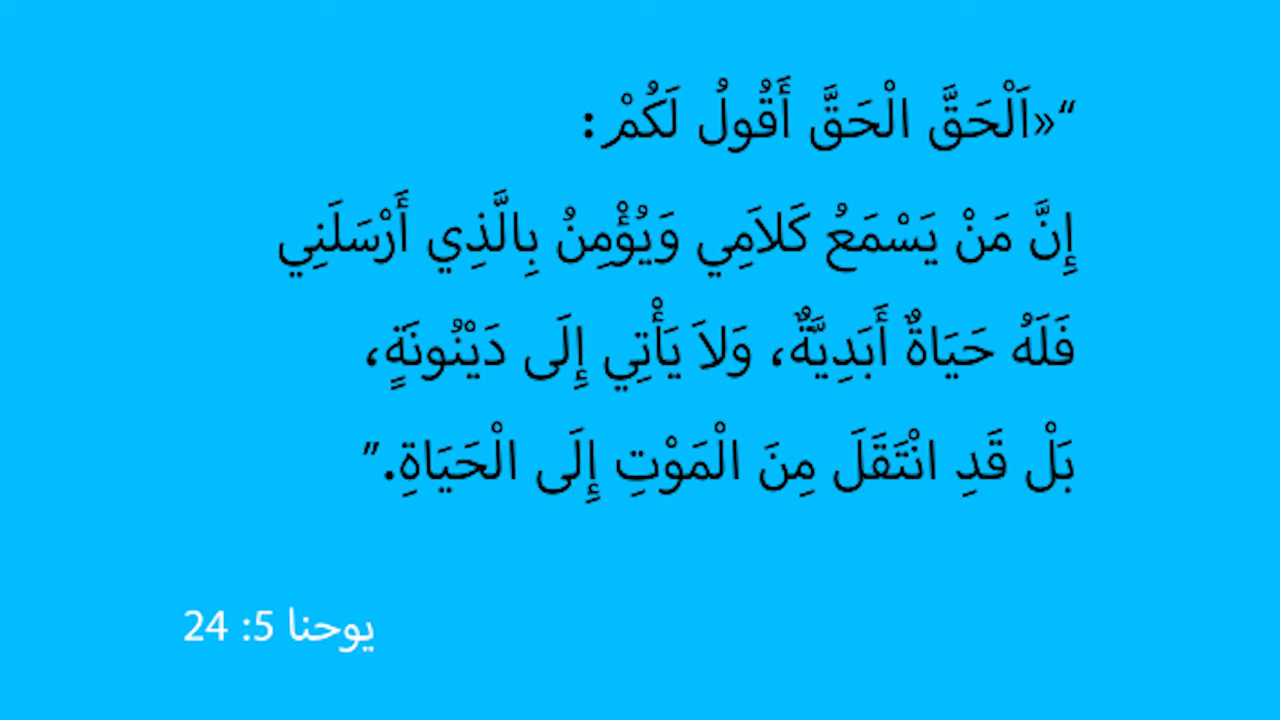 “«اَلْحَقَّ الْحَقَّ أَقُولُ لَكُمْ:
إِنَّ مَنْ يَسْمَعُ كَلاَمِي وَيُؤْمِنُ بِالَّذِي أَرْسَلَنِي
فَلَهُ حَيَاةٌ أَبَدِيَّةٌ، وَلاَ يَأْتِي إِلَى دَيْنُونَةٍ،
بَلْ قَدِ انْتَقَلَ مِنَ الْمَوْتِ إِلَى الْحَيَاةِ.”
يوحنا 5: 24